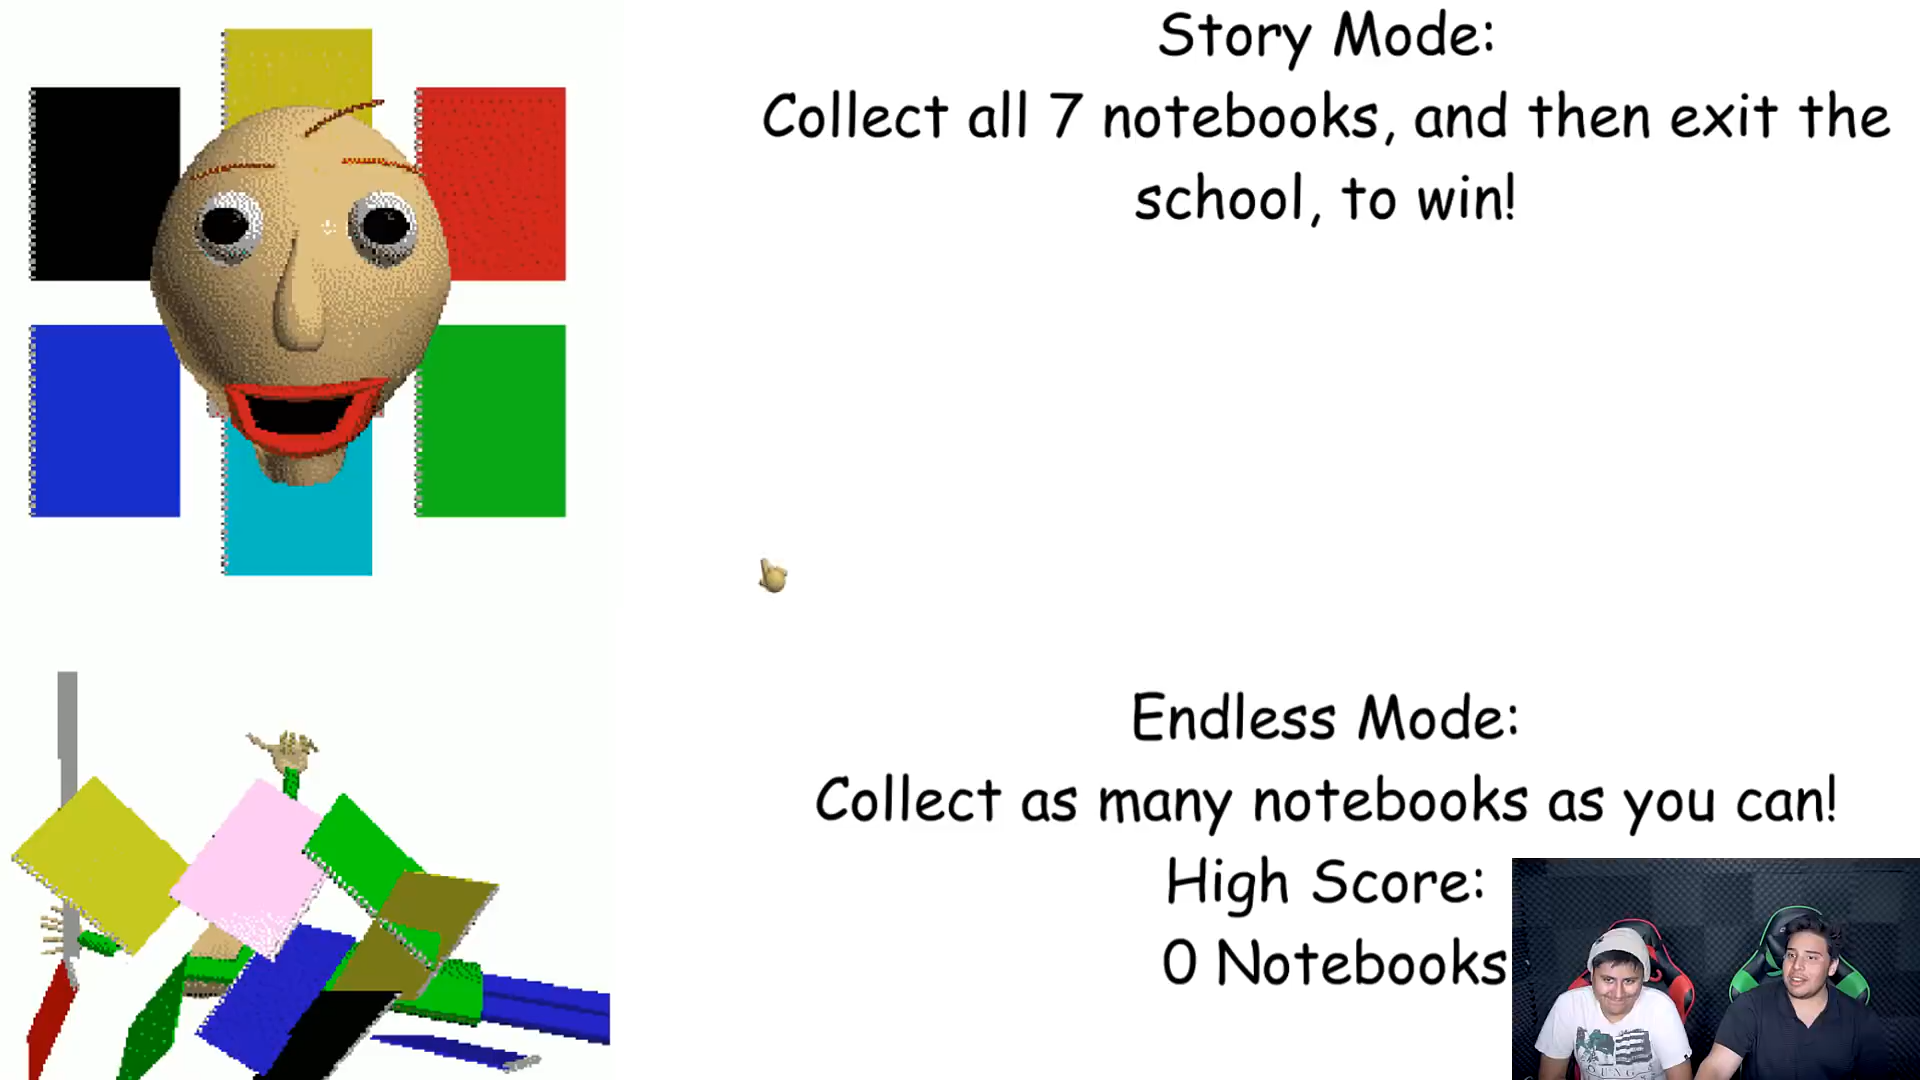 Story Mode:
Collect all 7 notebooks, and then exit the
school, to win!
Endless Mode:
Collect as many notebooks as you can!
High Score:
0 Notebooks